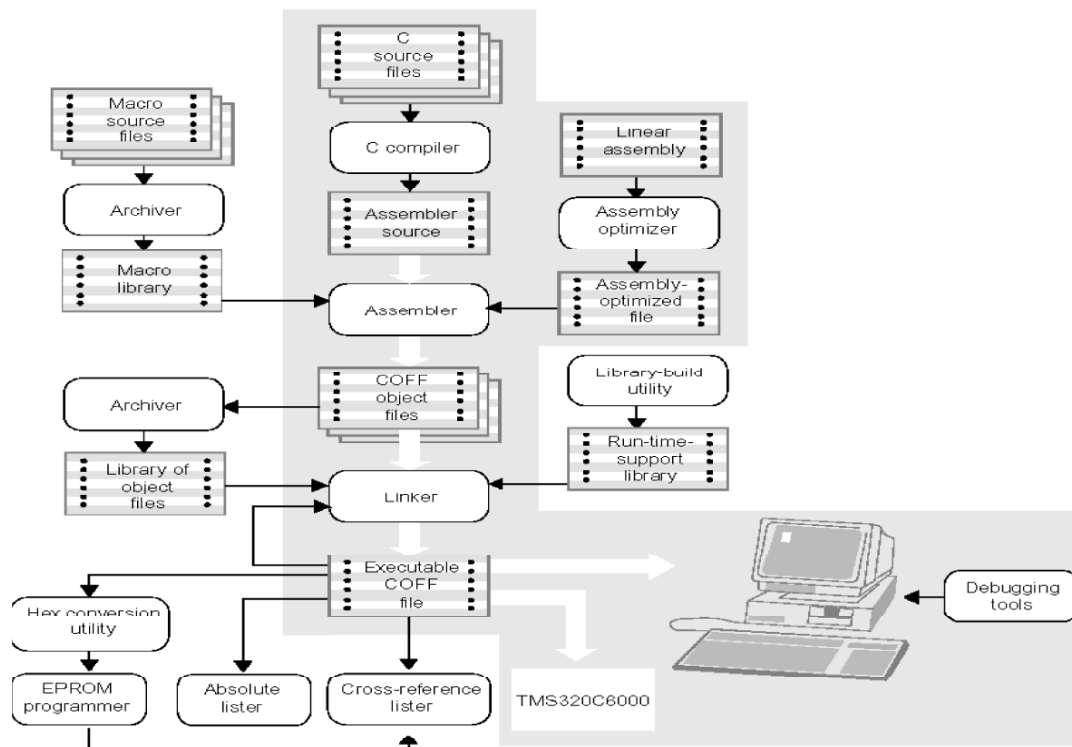 C
source
files
Macro
source
files
C compiler
Linear
assembly
Archiver
Assembler
source
Assembly
optimizer
Macro
library
Assembler
Assembly-
optimized
file
Archiver
COFF
object
files
Library-build
utility
Library of
object
files
Linker
Run-time-
support
library
Executable
COFF
file
Debugging
tools
Hex conversion
utility
EPROM
programmer
Absolute
lister
Cross-reference
lister
TMS320C6000